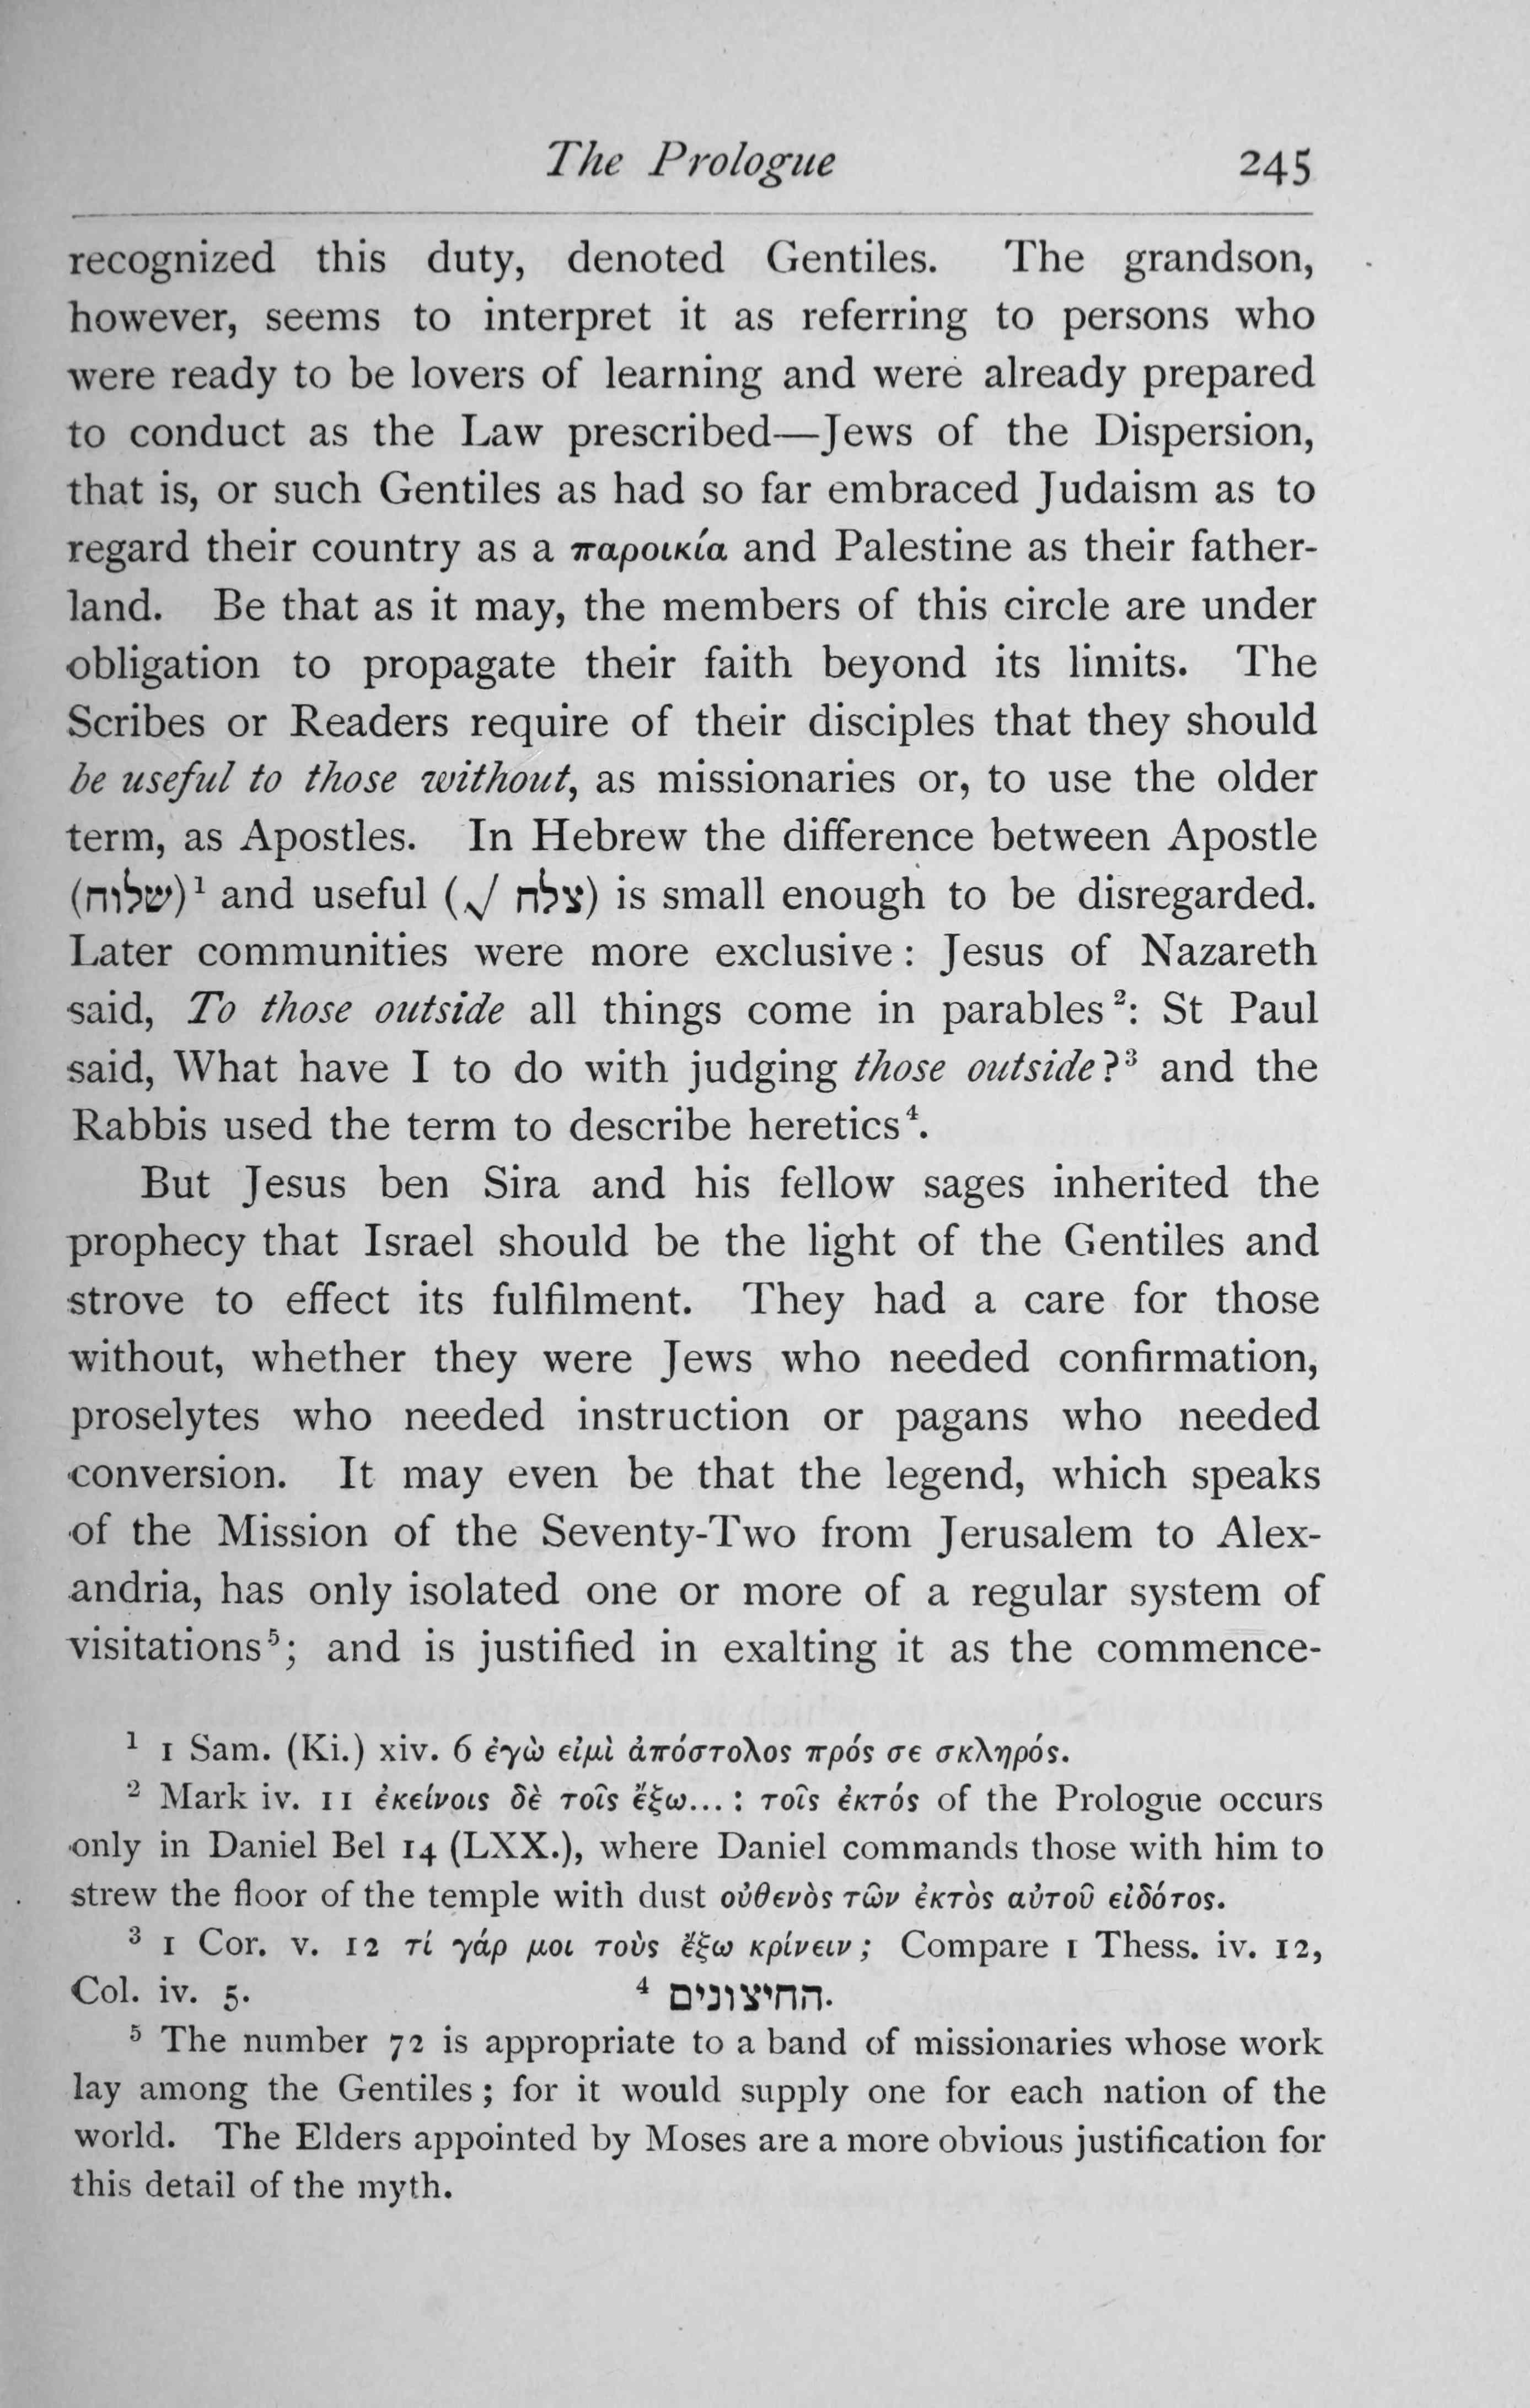 The Prologue 245
recognized this duty, denoted Gentiles. The grandson,
however, seems to interpret it as referring to persons who
were ready to be lovers of learning and were already prepared
to conduct as the Law prescribed—Jews of the Dispersion,
that is, or such Gentiles as had so far embraced Judaism as to
regard their country as a παροικία and Palestine as their father-
land. Be that as it may, the members of this circle are under
obligation to propagate their faith beyond its limits. The
Scribes or Readers require of their disciples that they should
be useful to those without, as missionaries or, to use the older
term, as Apostles. In Hebrew the difference between Apostle
(שלוח)¹ and useful (√ צלח) is small enough to be disregarded.
Later communities were more exclusive: Jesus of Nazareth
said, To those outside all things come in parables²: St Paul
said, What have I to do with judging those outside?³ and the
Rabbis used the term to describe heretics⁴.
But Jesus ben Sira and his fellow sages inherited the
prophecy that Israel should be the light of the Gentiles and
strove to effect its fulfilment. They had a care for those
without, whether they were Jews who needed confirmation,
proselytes who needed instruction or pagans who needed
conversion. It may even be that the legend, which speaks
of the Mission of the Seventy-Two from Jerusalem to Alex-
andria, has only isolated one or more of a regular system of
visitations⁵; and is justified in exalting it as the commence-
¹ 1 Sam. (Ki.) xiv. 6 ἐγὼ εἰμὶ ἀπόστολος πρός σε σκληρός.
² Mark iv. 11 ἐκείνοις δὲ τοῖς ἔξω...: τοῖς ἐκτός of the Prologue occurs
only in Daniel Bel 14 (LXX.), where Daniel commands those with him to
strew the floor of the temple with dust οὐθενὸς τῶν ἐκτὸς αὐτοῦ εἰδότος.
³ 1 Cor. v. 12 τί γάρ μοι τοὺς ἔξω κρίνειν; Compare 1 Thess. iv. 12,
Col. iv. 5. ⁴ החיצונים.
⁵ The number 72 is appropriate to a band of missionaries whose work
lay among the Gentiles; for it would supply one for each nation of the
world. The Elders appointed by Moses are a more obvious justification for
this detail of the myth.